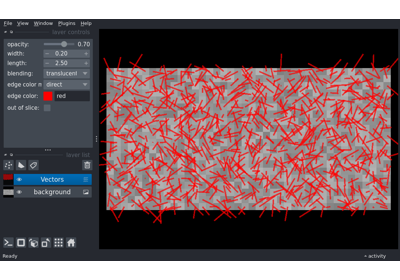 File View Window Plugins Help
layer controls
opacity: 0.70
width: 0.20
length: 2.50
blending: translucent
edge color m direct
edge color: red
out of slice:
layer list
Vectors
background
Ready
activity